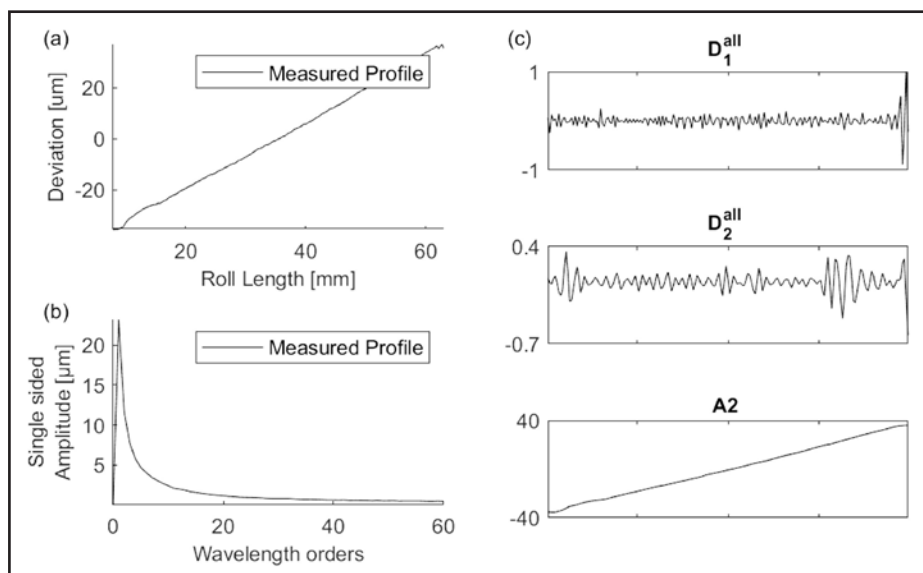 (a)
Measured Profile
Deviation [um]
20
0
-20
20
40
60
Roll Length [mm]
(b)
Measured Profile
Single sided
Amplitude [μm]
20
15
10
5
0
20
40
60
Wavelength orders
(c)
D₁ᵃˡˡ
1
-1
D₂ᵃˡˡ
0.4
-0.7
A2
40
-40